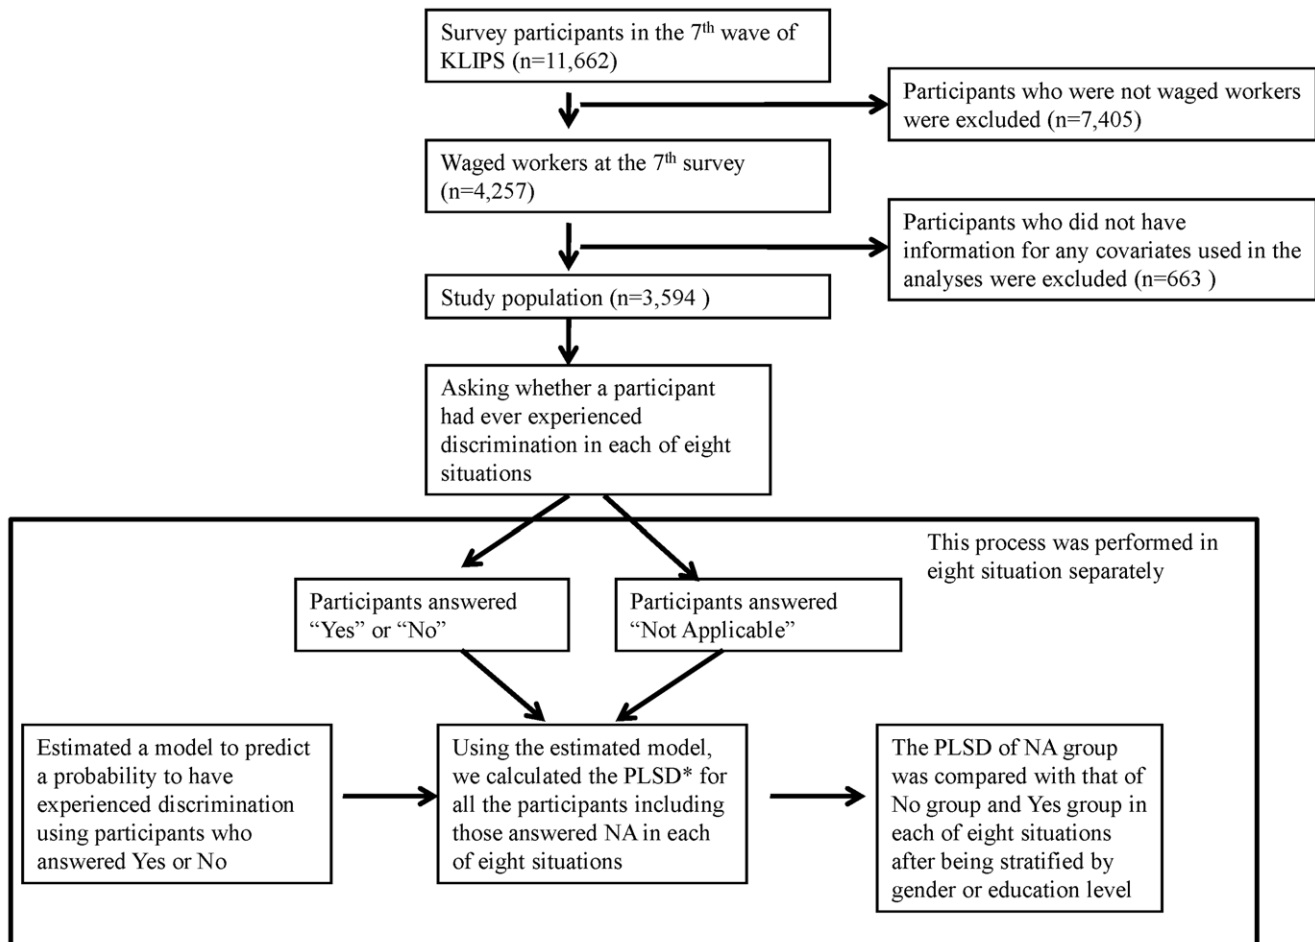 Survey participants in the 7th wave of
KLIPS (n=11,662)
Participants who were not waged workers
were excluded (n=7,405)
Waged workers at the 7th survey
(n=4,257)
Participants who did not have
information for any covariates used in the
analyses were excluded (n=663 )
Study population (n=3,594 )
Asking whether a participant
had ever experienced
discrimination in each of eight
situations
This process was performed in
eight situation separately
Participants answered
“Yes” or “No”
Participants answered
“Not Applicable”
Estimated a model to predict
a probability to have
experienced discrimination
using participants who
answered Yes or No
Using the estimated model,
we calculated the PLSD* for
all the participants including
those answered NA in each
of eight situations
The PLSD of NA group
was compared with that of
No group and Yes group in
each of eight situations
after being stratified by
gender or education level